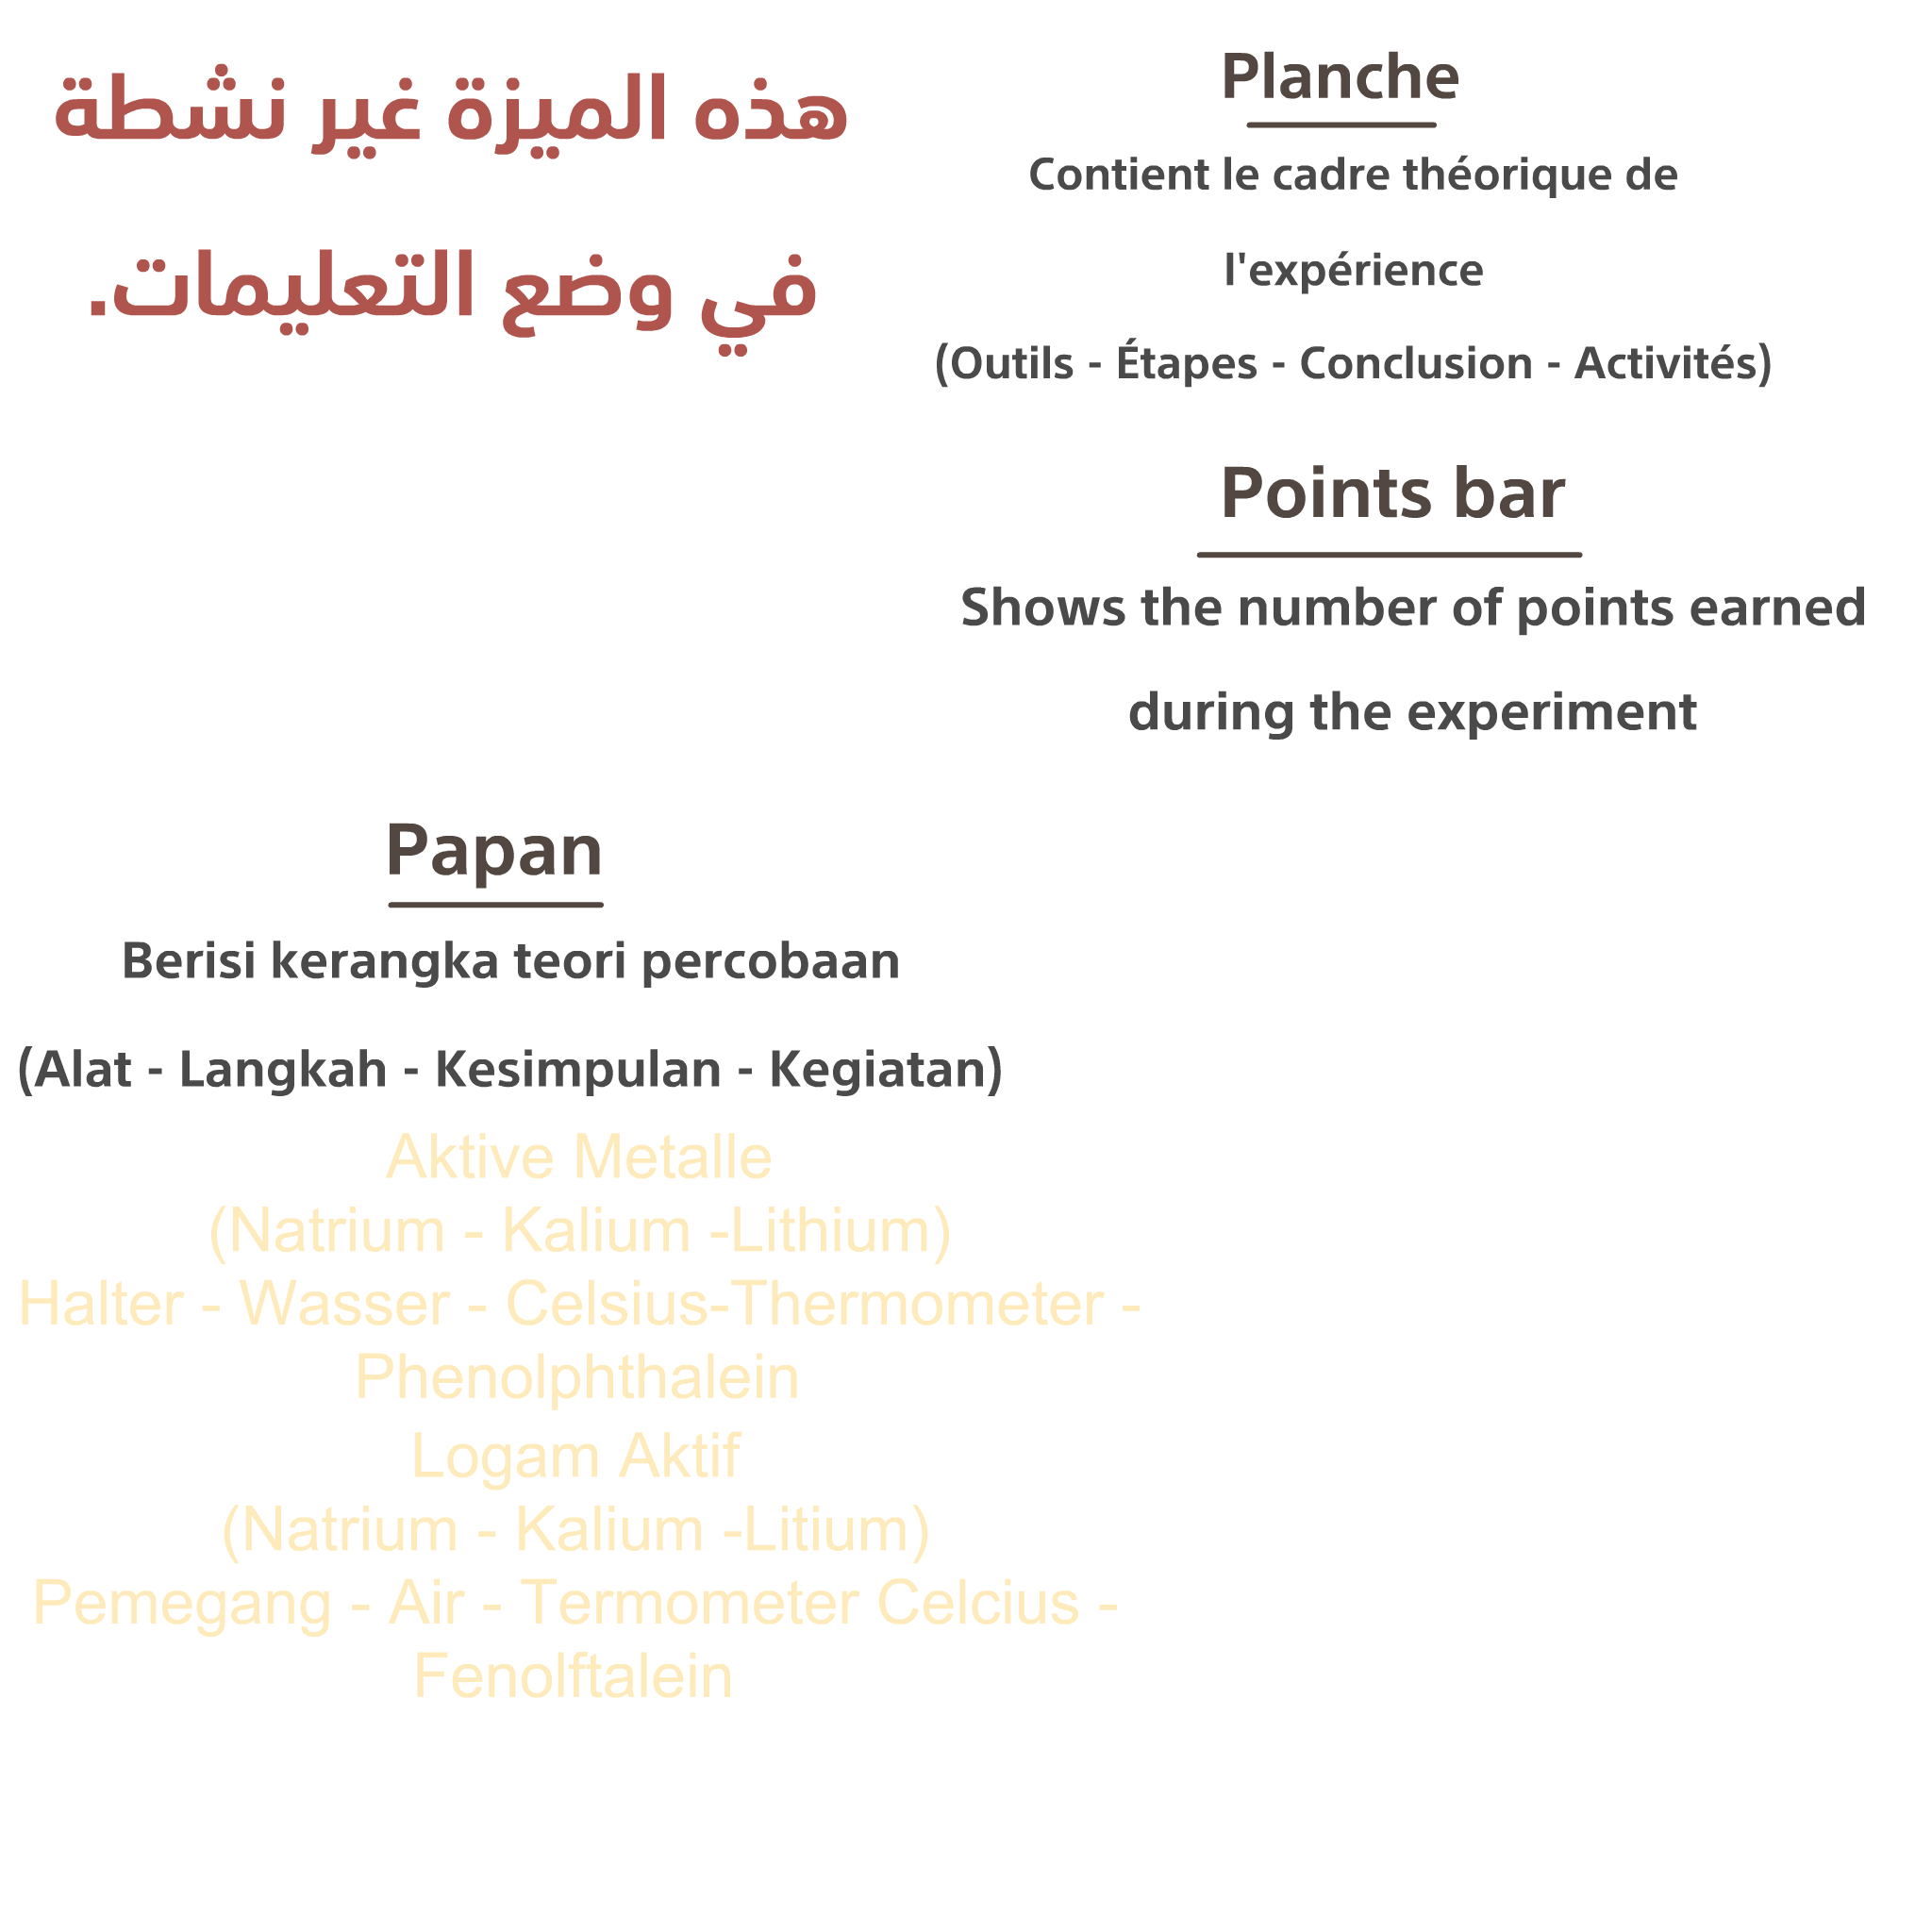 هذه الميزة غير نشطة
في وضع التعليمات.
Planche
Contient le cadre théorique de
l'expérience
(Outils - Étapes - Conclusion - Activités)
Points bar
Shows the number of points earned
during the experiment
Papan
Berisi kerangka teori percobaan
(Alat - Langkah - Kesimpulan - Kegiatan)
Aktive Metalle
(Natrium - Kalium -Lithium)
Halter - Wasser - Celsius-Thermometer -
Phenolphthalein
Logam Aktif
(Natrium - Kalium -Litium)
Pemegang - Air - Termometer Celcius -
Fenolftalein